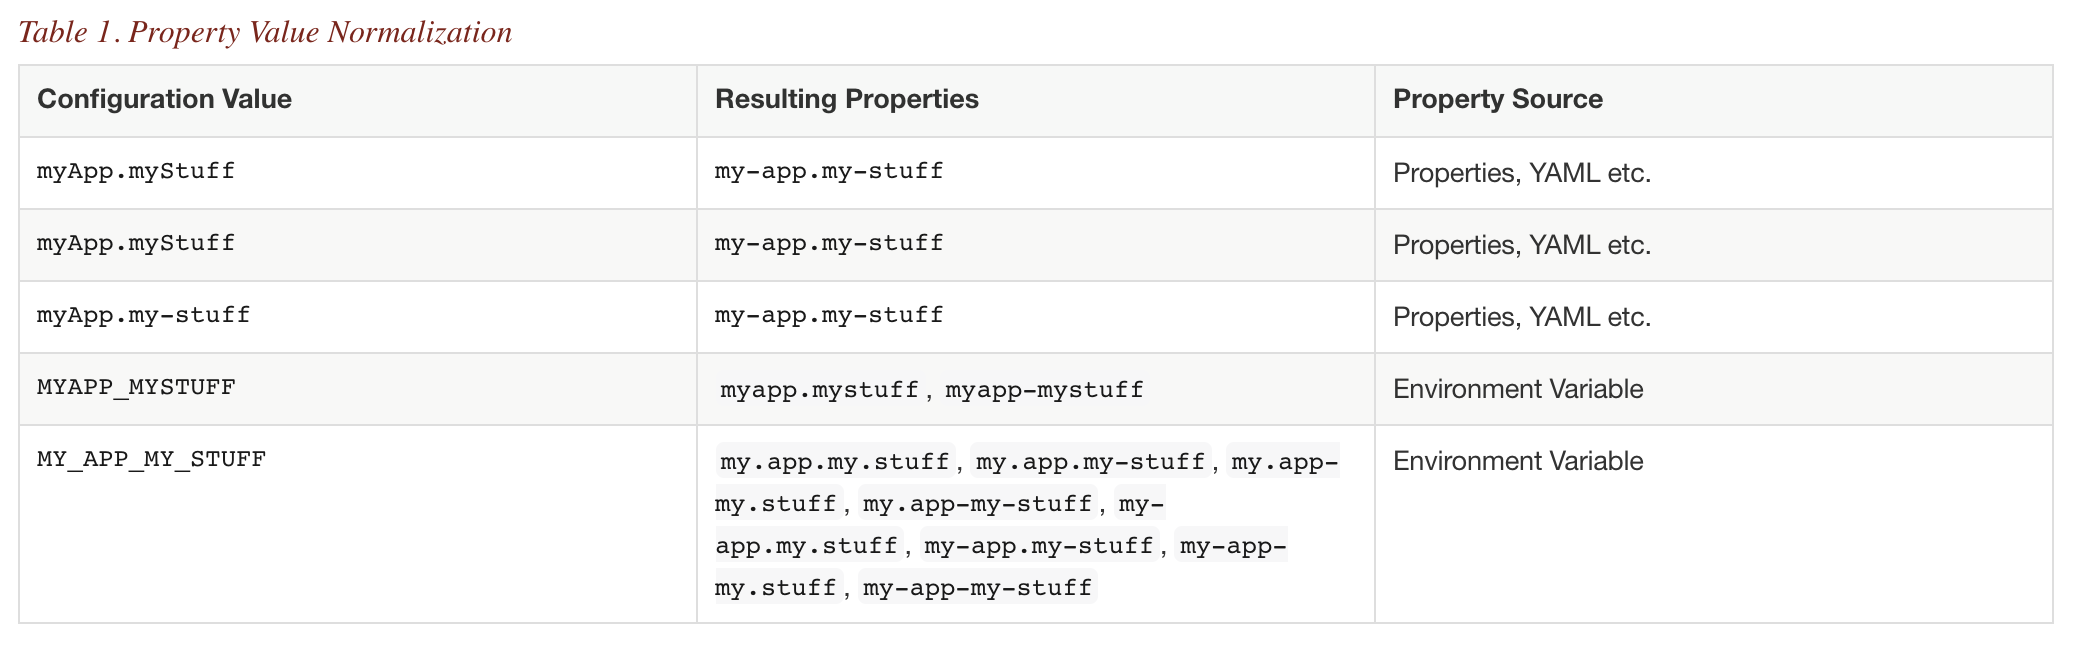 Table 1. Property Value Normalization
Configuration Value Resulting Properties Property Source
myApp.myStuff my-app.my-stuff Properties, YAML etc.
myApp.myStuff my-app.my-stuff Properties, YAML etc.
myApp.my-stuff my-app.my-stuff Properties, YAML etc.
MYAPP_MYSTUFF myapp.mystuff, myapp-mystuff Environment Variable
MY_APP_MY_STUFF my.app.my.stuff, my.app.my-stuff, my.app- Environment Variable
my.stuff, my.app-my-stuff, my-
app.my.stuff, my-app.my-stuff, my-app-
my.stuff, my-app-my-stuff